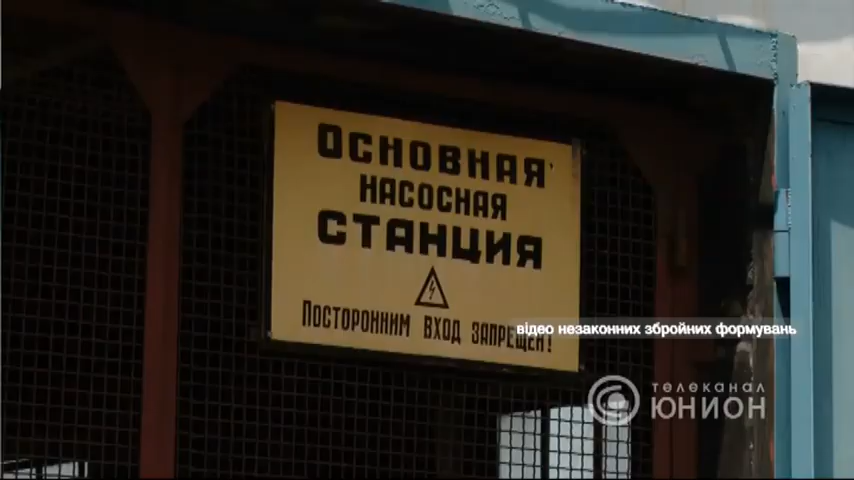 ОСНОВНАЯ
НАСОСНАЯ
СТАНЦИЯ
ПОСТОРОННИМ ВХОД ЗАПРЕЩЕН!
відео незаконних збройних формувань
ТЕЛЕКАНАЛ
ЮНИОН